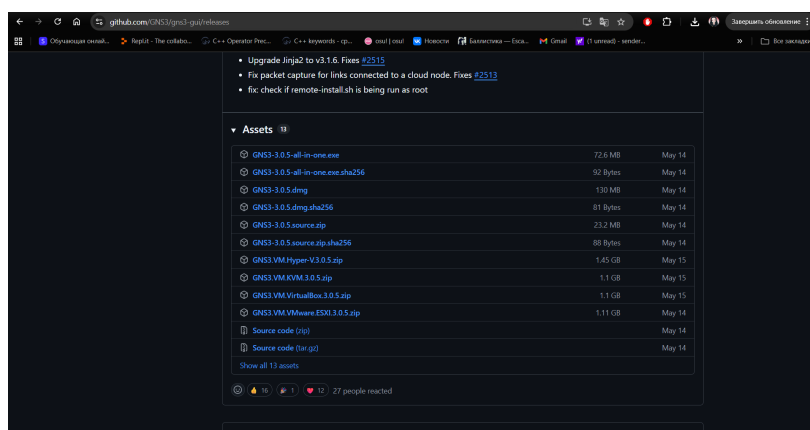 github.com/GNS3/gns3-gui/releases
Завершить обновление
Обучающая онлай...
Replit - The collabo...
C++ Operator Prec...
C++ keywords - cp...
osu! | osu!
Новости
Баллистика — Esca...
Gmail
(1 unread) - sender...
»
Все закладки
• Upgrade Jinja2 to v3.1.6. Fixes #2515
• Fix packet capture for links connected to a cloud node. Fixes #2513
• fix: check if remote-install.sh is being run as root
Assets 13
GNS3-3.0.5-all-in-one.exe 72.6 MB May 14
GNS3-3.0.5-all-in-one.exe.sha256 92 Bytes May 14
GNS3-3.0.5.dmg 130 MB May 14
GNS3-3.0.5.dmg.sha256 81 Bytes May 14
GNS3-3.0.5.source.zip 23.2 MB May 14
GNS3-3.0.5.source.zip.sha256 88 Bytes May 14
GNS3.VM.Hyper-V.3.0.5.zip 1.45 GB May 15
GNS3.VM.KVM.3.0.5.zip 1.1 GB May 15
GNS3.VM.VirtualBox.3.0.5.zip 1.1 GB May 15
GNS3.VM.VMware.ESXI.3.0.5.zip 1.11 GB May 15
Source code (zip) May 14
Source code (tar.gz) May 14
Show all 13 assets
16 1 12 27 people reacted